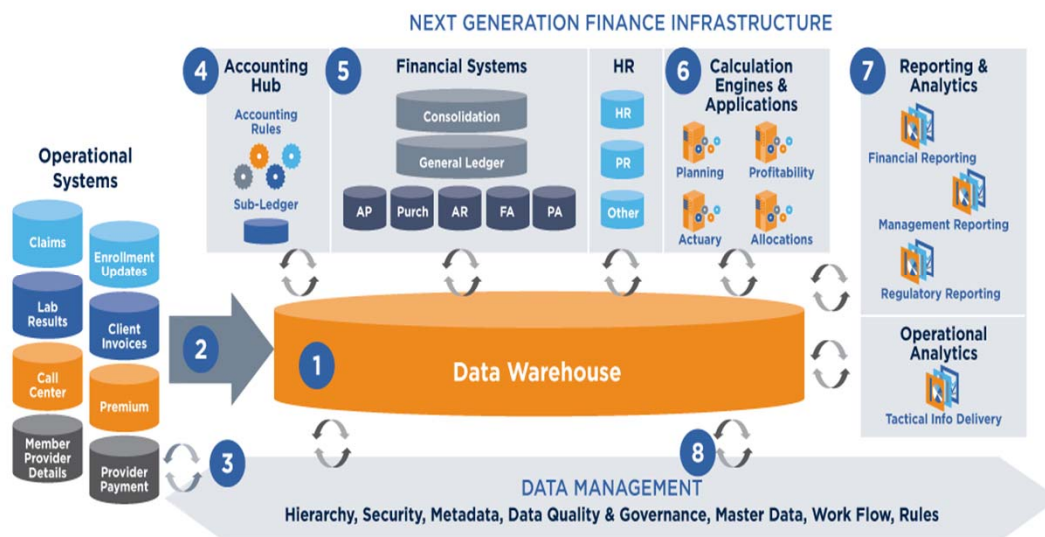 NEXT GENERATION FINANCE INFRASTRUCTURE
4
Accounting
Hub
Accounting
Rules
Sub-Ledger
5
Financial Systems
Consolidation
General Ledger
AP
Purch
AR
FA
PA
HR
HR
PR
Other
6
Calculation
Engines &
Applications
Planning
Profitability
Actuary
Allocations
7
Reporting &
Analytics
Financial Reporting
Management Reporting
Regulatory Reporting
Operational
Analytics
Tactical Info Delivery
Operational
Systems
Claims
Enrollment
Updates
Lab
Results
Client
Invoices
Call
Center
Premium
Member
Provider
Details
Provider
Payment
2
1
Data Warehouse
3
8
DATA MANAGEMENT
Hierarchy, Security, Metadata, Data Quality & Governance, Master Data, Work Flow, Rules